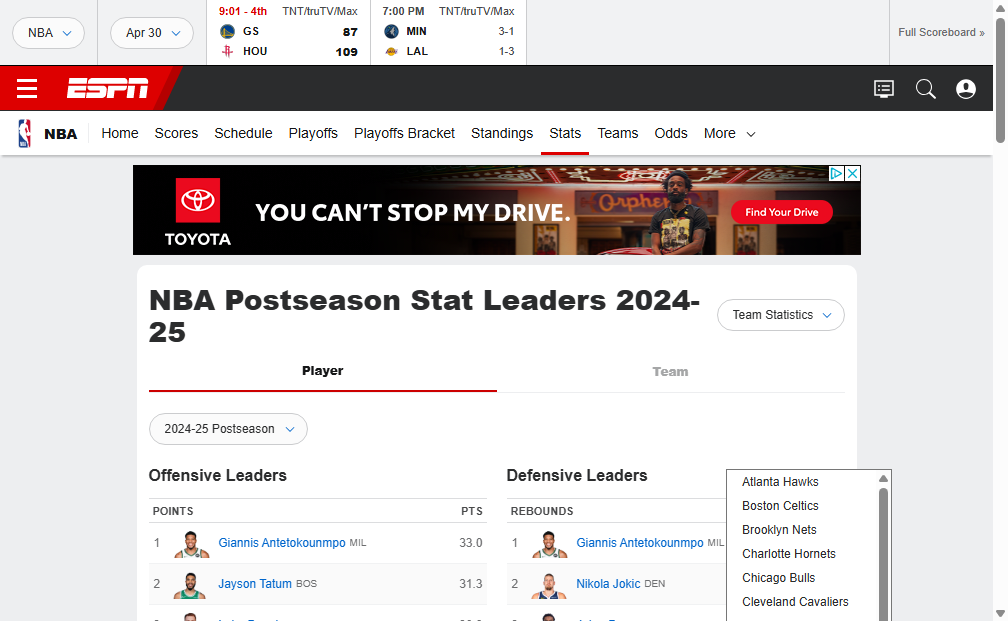 NBA
Apr 30
9:01 - 4th TNT/truTV/Max
GS 87
HOU 109
7:00 PM TNT/truTV/Max
MIN 3-1
LAL 1-3
Full Scoreboard »
ESPN
NBA Home Scores Schedule Playoffs Playoffs Bracket Standings Stats Teams Odds More
TOYOTA
YOU CAN'T STOP MY DRIVE.
Find Your Drive
NBA Postseason Stat Leaders 2024-
25
Team Statistics
Player Team
2024-25 Postseason
Offensive Leaders
POINTS PTS
1 Giannis Antetokounmpo MIL 33.0
2 Jayson Tatum BOS 31.3
Defensive Leaders
REBOUNDS
1 Giannis Antetokounmpo MIL
2 Nikola Jokic DEN
Atlanta Hawks
Boston Celtics
Brooklyn Nets
Charlotte Hornets
Chicago Bulls
Cleveland Cavaliers